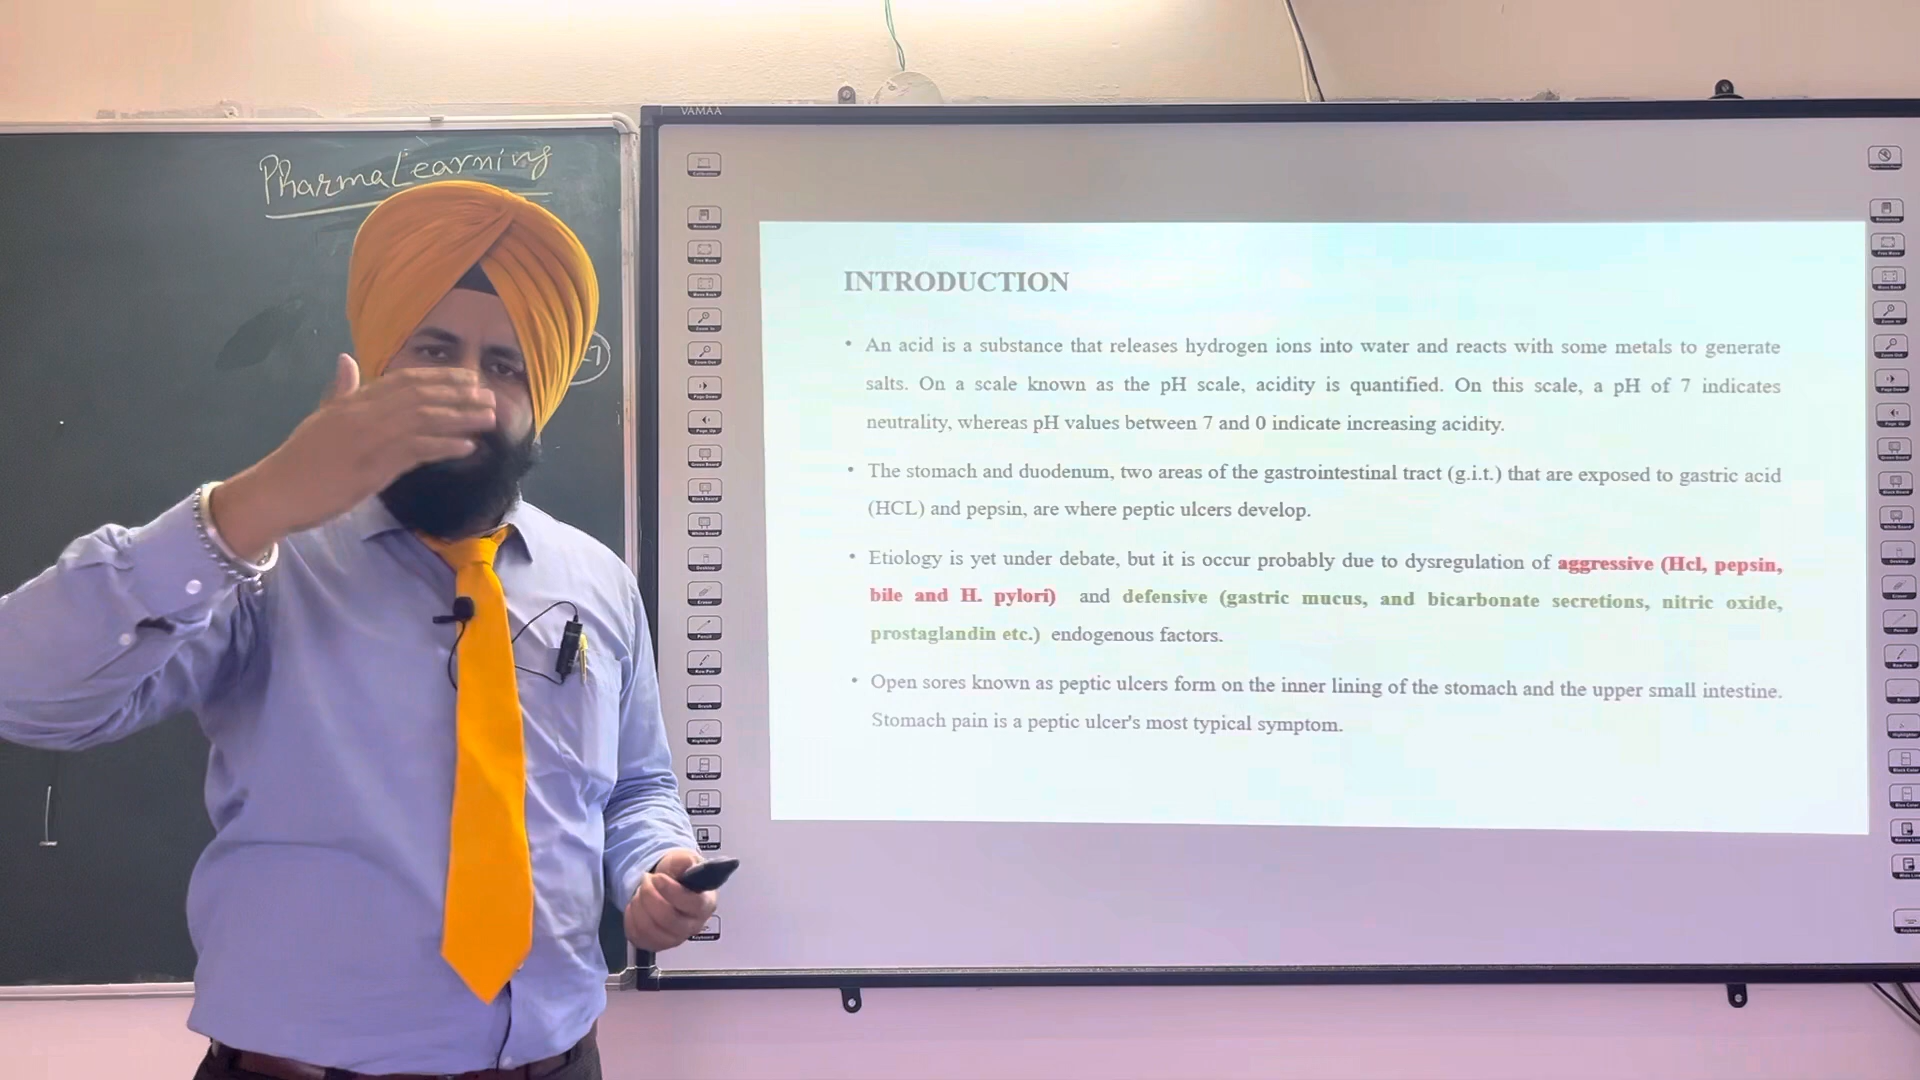 PharmaLearning
VAMAA
INTRODUCTION
• An acid is a substance that releases hydrogen ions into water and reacts with some metals to generate
salts. On a scale known as the pH scale, acidity is quantified. On this scale, a pH of 7 indicates
neutrality, whereas pH values between 7 and 0 indicate increasing acidity.
• The stomach and duodenum, two areas of the gastrointestinal tract (g.i.t.) that are exposed to gastric acid
(HCL) and pepsin, are where peptic ulcers develop.
• Etiology is yet under debate, but it is occur probably due to dysregulation of aggressive (Hcl, pepsin,
bile and H. pylori) and defensive (gastric mucus, and bicarbonate secretions, nitric oxide,
prostaglandin etc.) endogenous factors.
• Open sores known as peptic ulcers form on the inner lining of the stomach and the upper small intestine.
Stomach pain is a peptic ulcer's most typical symptom.